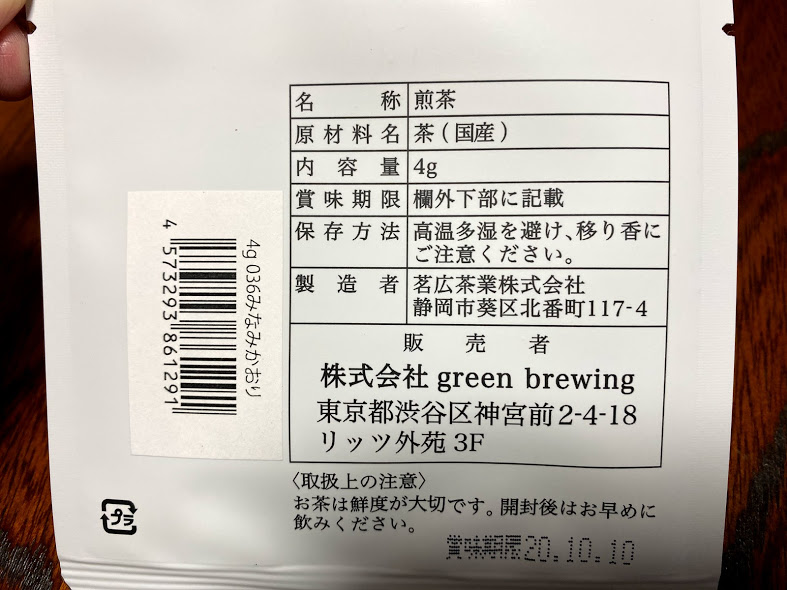 名称 煎茶
原材料名 茶(国産)
内容量 4g
賞味期限 欄外下部に記載
保存方法 高温多湿を避け、移り香に
ご注意ください。
製造者 茗広茶業株式会社
静岡市葵区北番町117-4
販売者
株式会社 green brewing
東京都渋谷区神宮前2-4-18
リッツ外苑 3F
〈取扱上の注意〉
お茶は鮮度が大切です。開封後はお早めに
飲みください。
賞味期限20.10.10
4g 036みなみかおり
4 573293 861291
プラ